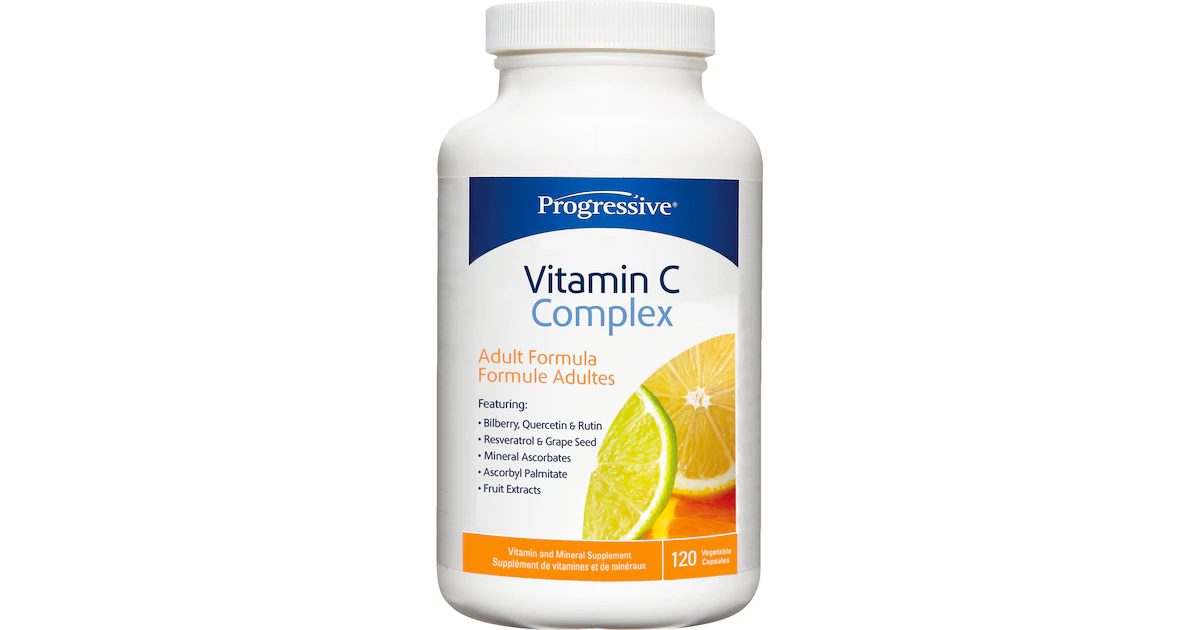 Progressive®
Vitamin C
Complex
Adult Formula
Formule Adultes
Featuring:
• Bilberry, Quercetin & Rutin
• Resveratrol & Grape Seed
• Mineral Ascorbates
• Ascorbyl Palmitate
• Fruit Extracts
Vitamin and Mineral Supplement
Supplément de vitamines et de minéraux
120 Vegetable
Capsules